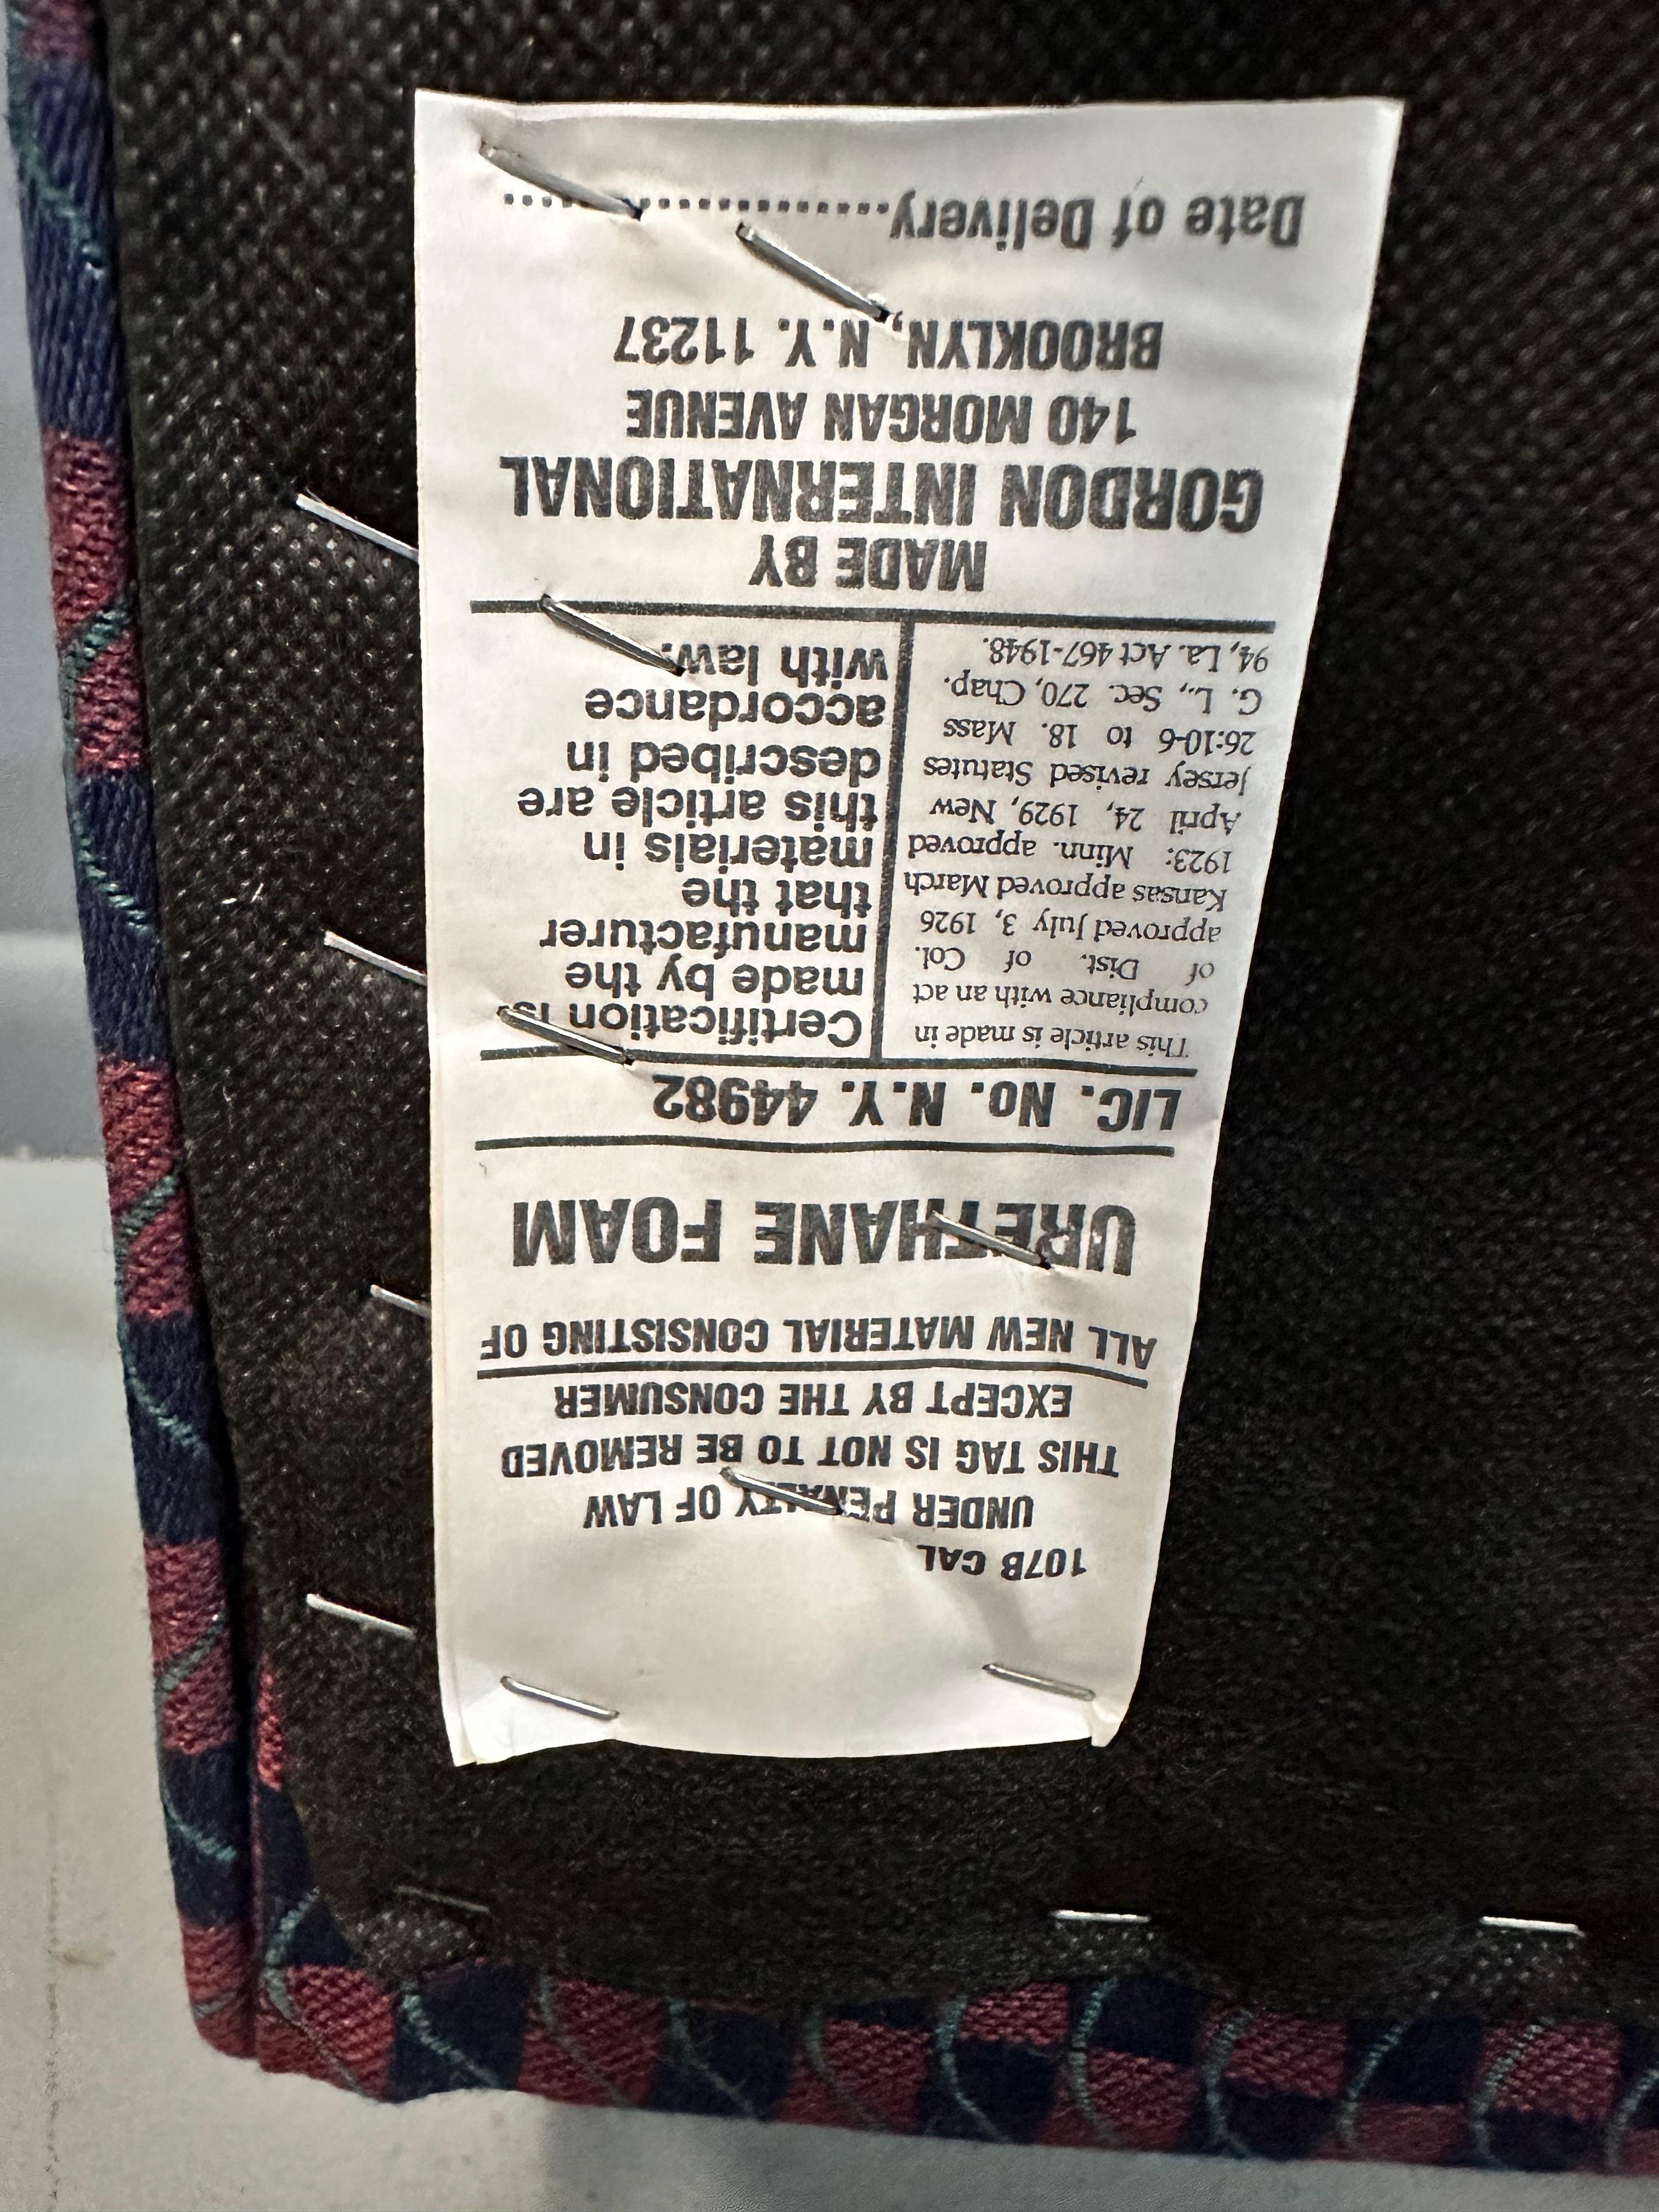 107B CAL
UNDER PENALTY OF LAW
THIS TAG IS NOT TO BE REMOVED
EXCEPT BY THE CONSUMER
ALL NEW MATERIAL CONSISTING OF
URETHANE FOAM
LIC. No. N.Y. 44982
This article is made in
compliance with an act
of Dist. of Col.
approved July 3, 1926
Kansas approved March
1923: Minn. approved
April 24, 1929, New
Jersey revised Statutes
26:10-6 to 18. Mass
G. L., Sec. 270, Chap.
94, La. Act 467-1948.
Certification is
made by the
manufacturer
that the
materials in
this article are
described in
accordance
with law.
MADE BY
GORDON INTERNATIONAL
140 MORGAN AVENUE
BROOKLYN, N.Y. 11237
Date of Delivery..............................